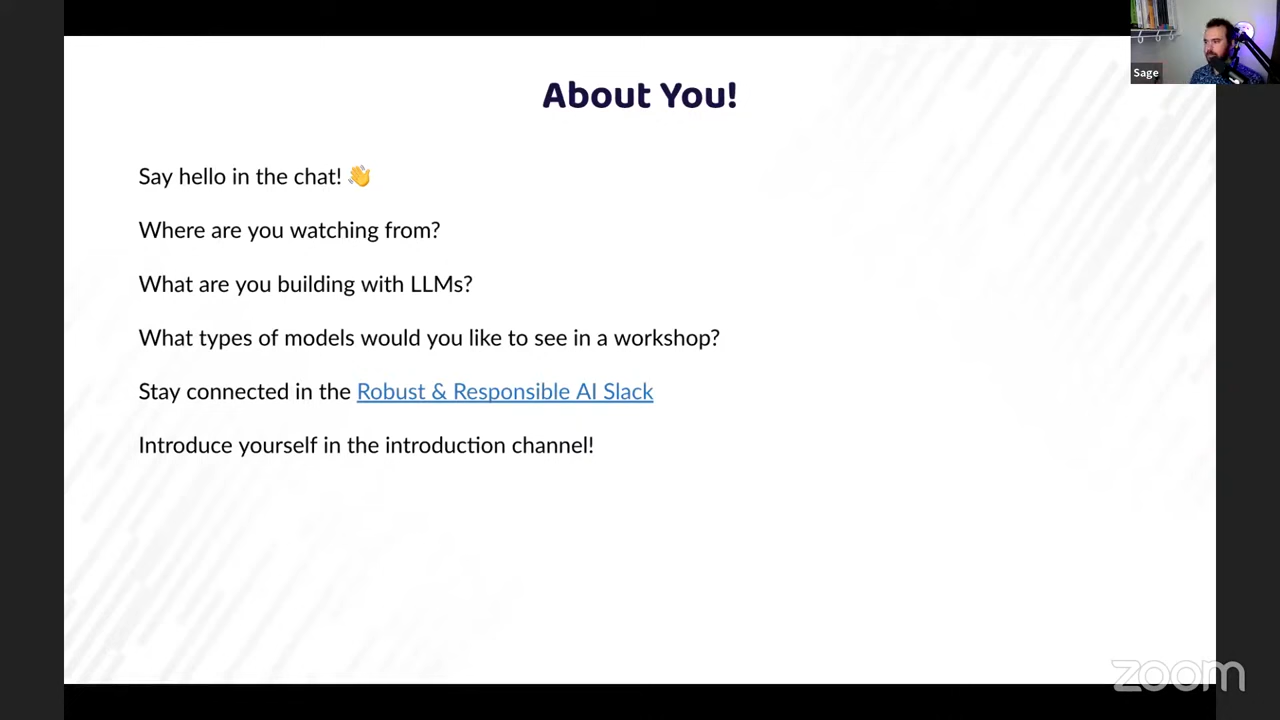 About You!
Sage
Say hello in the chat! 👋
Where are you watching from?
What are you building with LLMs?
What types of models would you like to see in a workshop?
Stay connected in the Robust & Responsible AI Slack
Introduce yourself in the introduction channel!
zoom